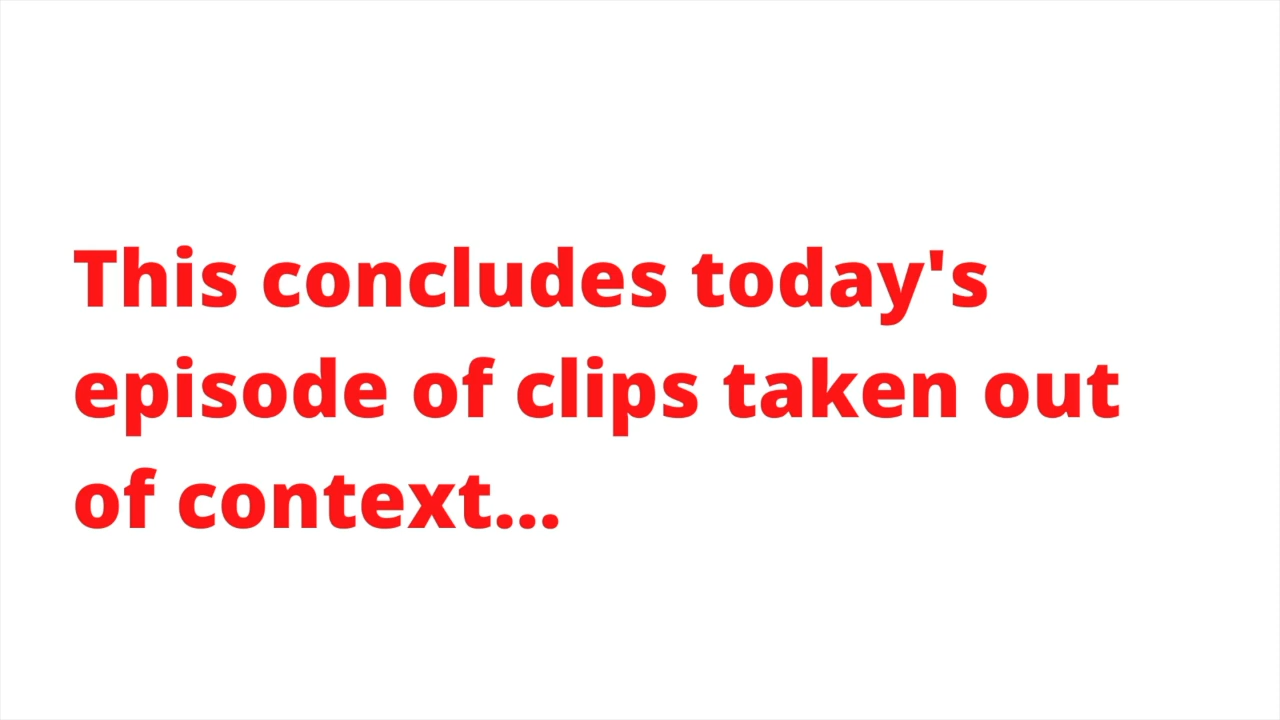 This concludes today's
episode of clips taken out
of context...